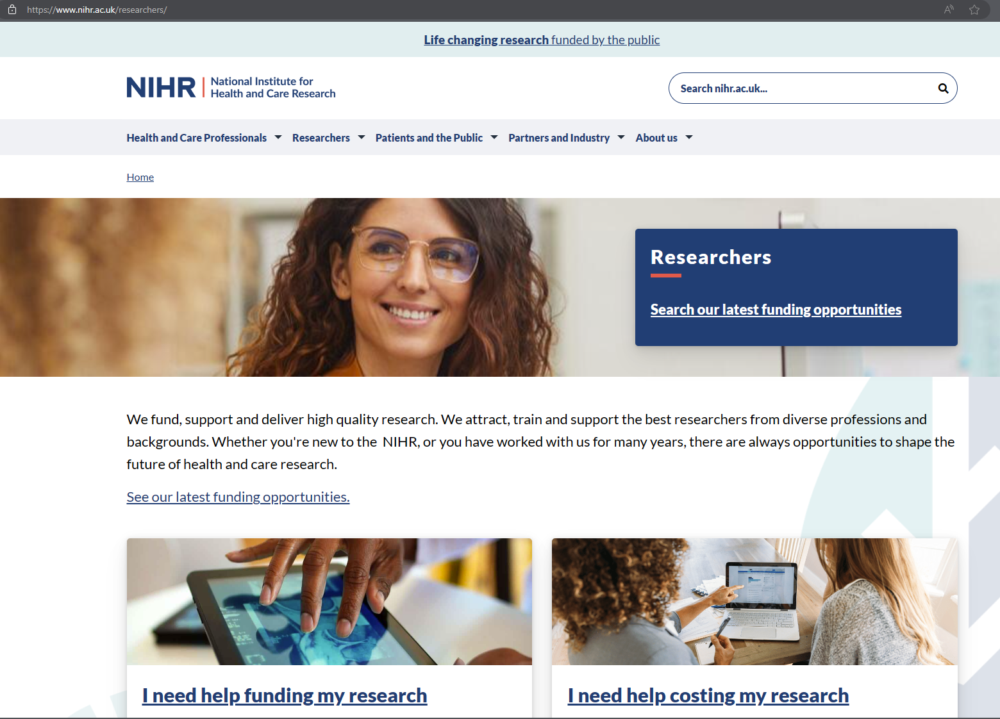 https://www.nihr.ac.uk/researchers/
Life changing research funded by the public
NIHR | National Institute for
Health and Care Research
Search nihr.ac.uk...
Health and Care Professionals
Researchers
Patients and the Public
Partners and Industry
About us
Home
Researchers
Search our latest funding opportunities
We fund, support and deliver high quality research. We attract, train and support the best researchers from diverse professions and
backgrounds. Whether you're new to the  NIHR, or you have worked with us for many years, there are always opportunities to shape the
future of health and care research.
See our latest funding opportunities.
I need help funding my research
I need help costing my research